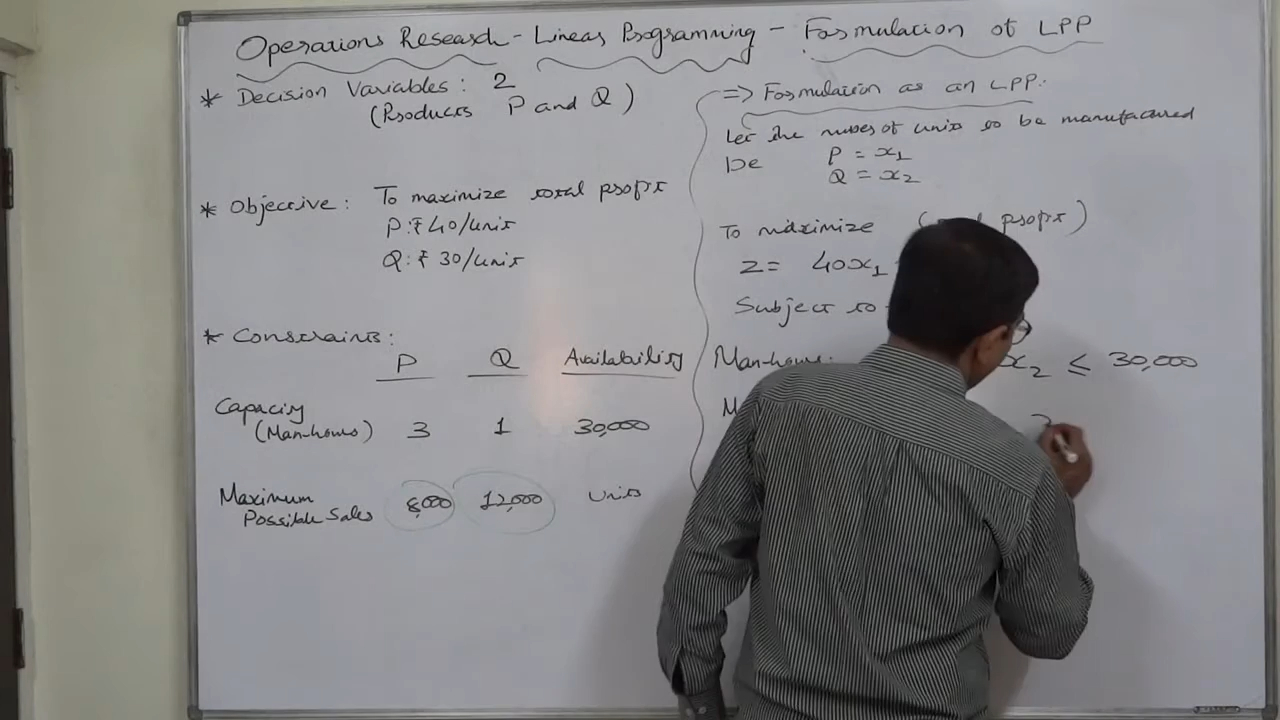 Operations Research - Linear Programming - Formulation of LPP
* Decision Variables: 2
(Products P and Q)
* Objective: To maximize total profit
P: ₹ 40/unit
Q: ₹ 30/unit
* Constraints:
P Q Availability
Capacity
(Man-hours) 3 1 30,000
Maximum
Possible Sales 8,000 12,000 Units
=> Formulation as an LPP:
Let the number of units to be manufactured
be P = x1
Q = x2
To maximize profit)
Z = 40x1
Subject to
Man-hours: x2 ≤ 30,000